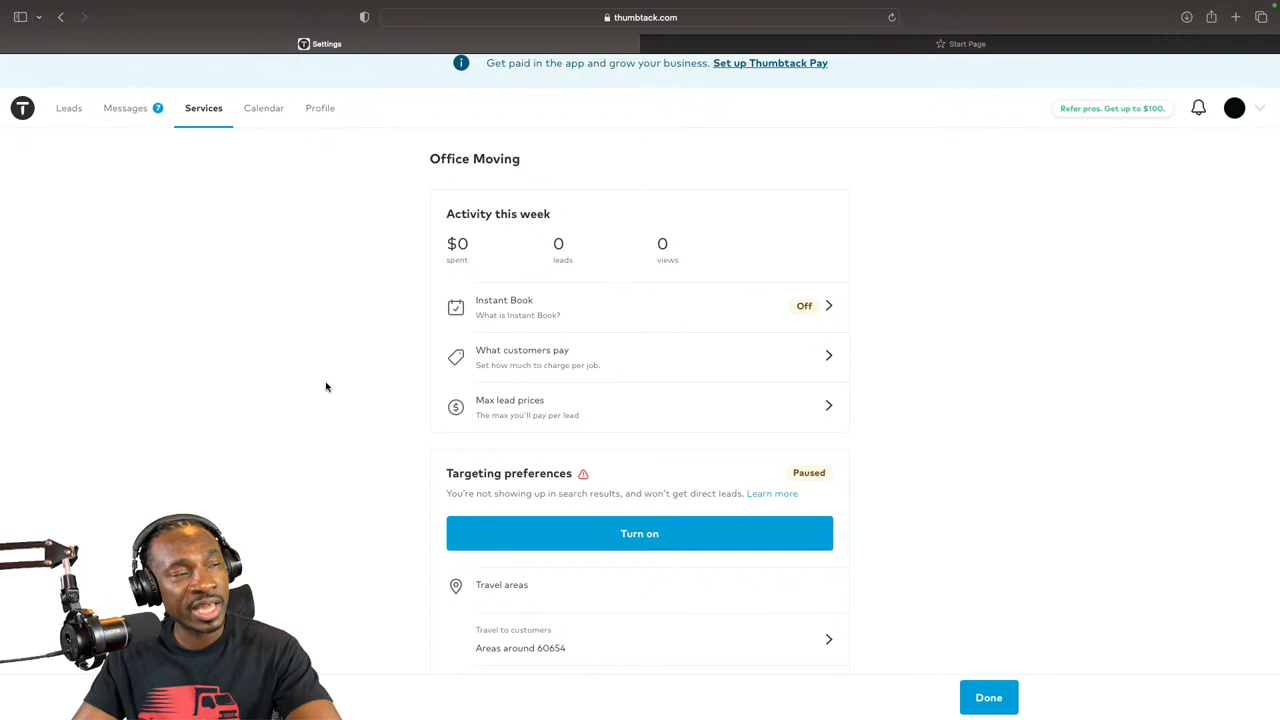 thumbtack.com
Settings
Start Page
Get paid in the app and grow your business. Set up Thumbtack Pay
Leads
Messages 7
Services
Calendar
Profile
Refer pros. Get up to $100.
Office Moving
Activity this week
$0 0 0
spent leads views
Instant Book
What is Instant Book?
Off
What customers pay
Set how much to charge per job.
Max lead prices
The max you'll pay per lead
Targeting preferences
Paused
You're not showing up in search results, and won't get direct leads. Learn more
Turn on
Travel areas
Travel to customers
Areas around 60654
Done